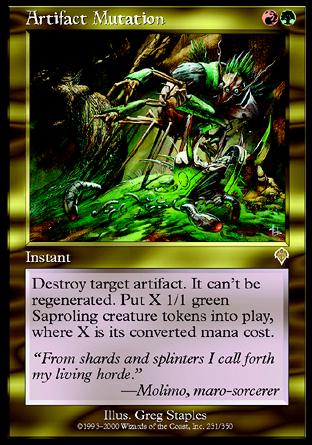 Artifact Mutation
Instant
Destroy target artifact. It can't be
regenerated. Put X 1/1 green
Saproling creature tokens into play,
where X is its converted mana cost.
"From shards and splinters I call forth
my living horde."
—Molimo, maro-sorcerer
Illus. Greg Staples
©1993-2000 Wizards of the Coast, Inc. 231/350